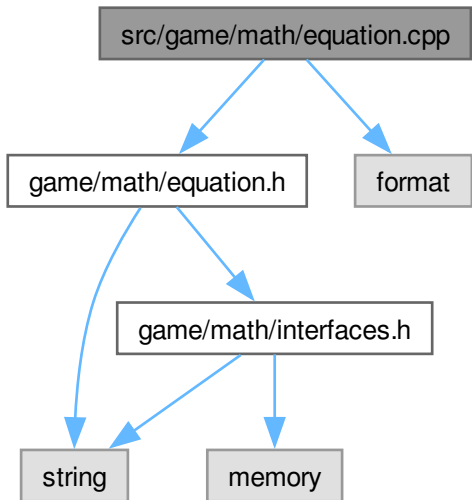 src/game/math/equation.cpp
game/math/equation.h
format
game/math/interfaces.h
string
memory